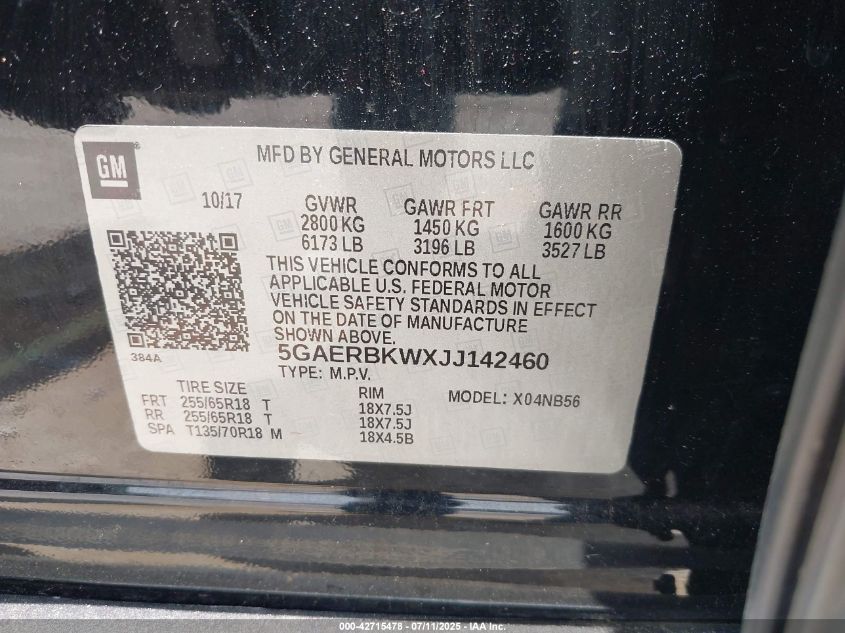 GM
MFD BY GENERAL MOTORS LLC
10/17
GVWR GAWR FRT GAWR RR
2800 KG 1450 KG 1600 KG
6173 LB 3196 LB 3527 LB
THIS VEHICLE CONFORMS TO ALL
APPLICABLE U.S. FEDERAL MOTOR
VEHICLE SAFETY STANDARDS IN EFFECT
ON THE DATE OF MANUFACTURE
SHOWN ABOVE.
384A
5GAERBKWXJJ142460
TYPE: M.P.V.
TIRE SIZE RIM MODEL: X04NB56
FRT 255/65R18 T 18X7.5J
RR 255/65R18 T 18X7.5J
SPA T135/70R18 M 18X4.5B
000-42715478 - 07/11/2025 - IAA Inc.